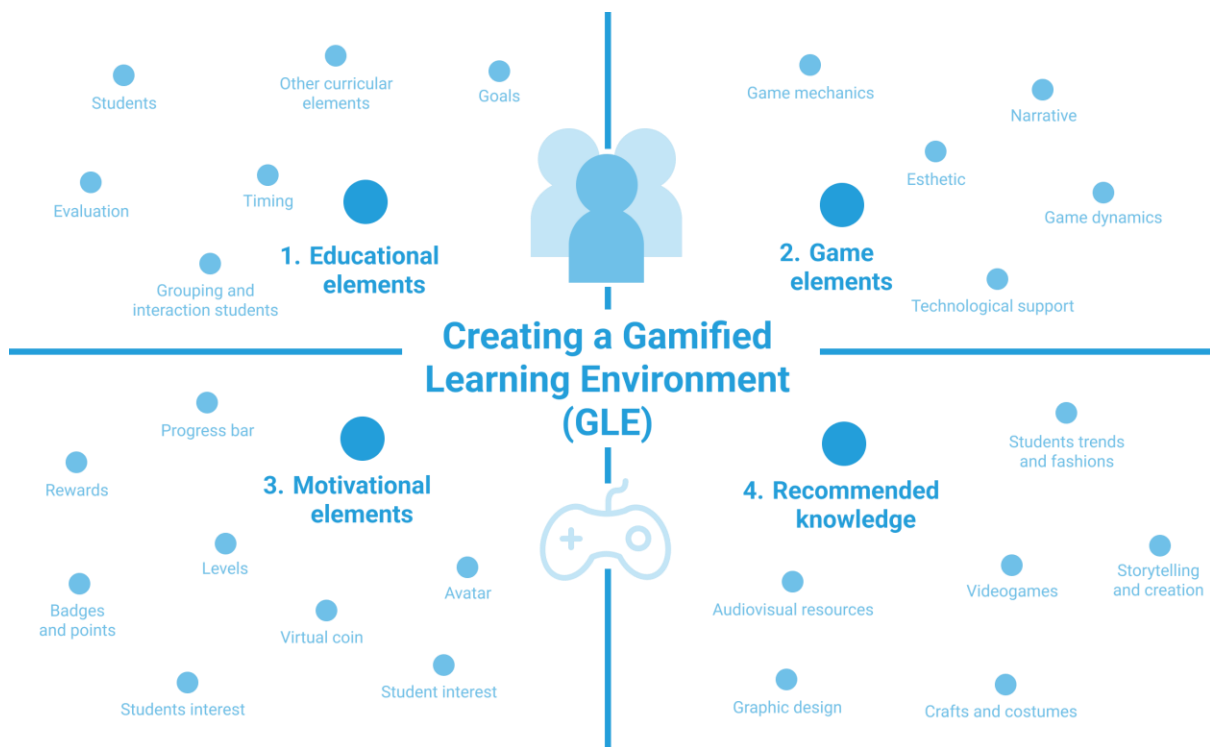 Creating a Gamified
Learning Environment
(GLE)
1. Educational
elements
Students
Other curricular
elements
Goals
Evaluation
Timing
Grouping and
interaction students
2. Game
elements
Game mechanics
Narrative
Esthetic
Game dynamics
Technological support
3. Motivational
elements
Progress bar
Rewards
Levels
Avatar
Badges
and points
Virtual coin
Student interest
Students interest
4. Recommended
knowledge
Students trends
and fashions
Storytelling
and creation
Videogames
Audiovisual resources
Graphic design
Crafts and costumes